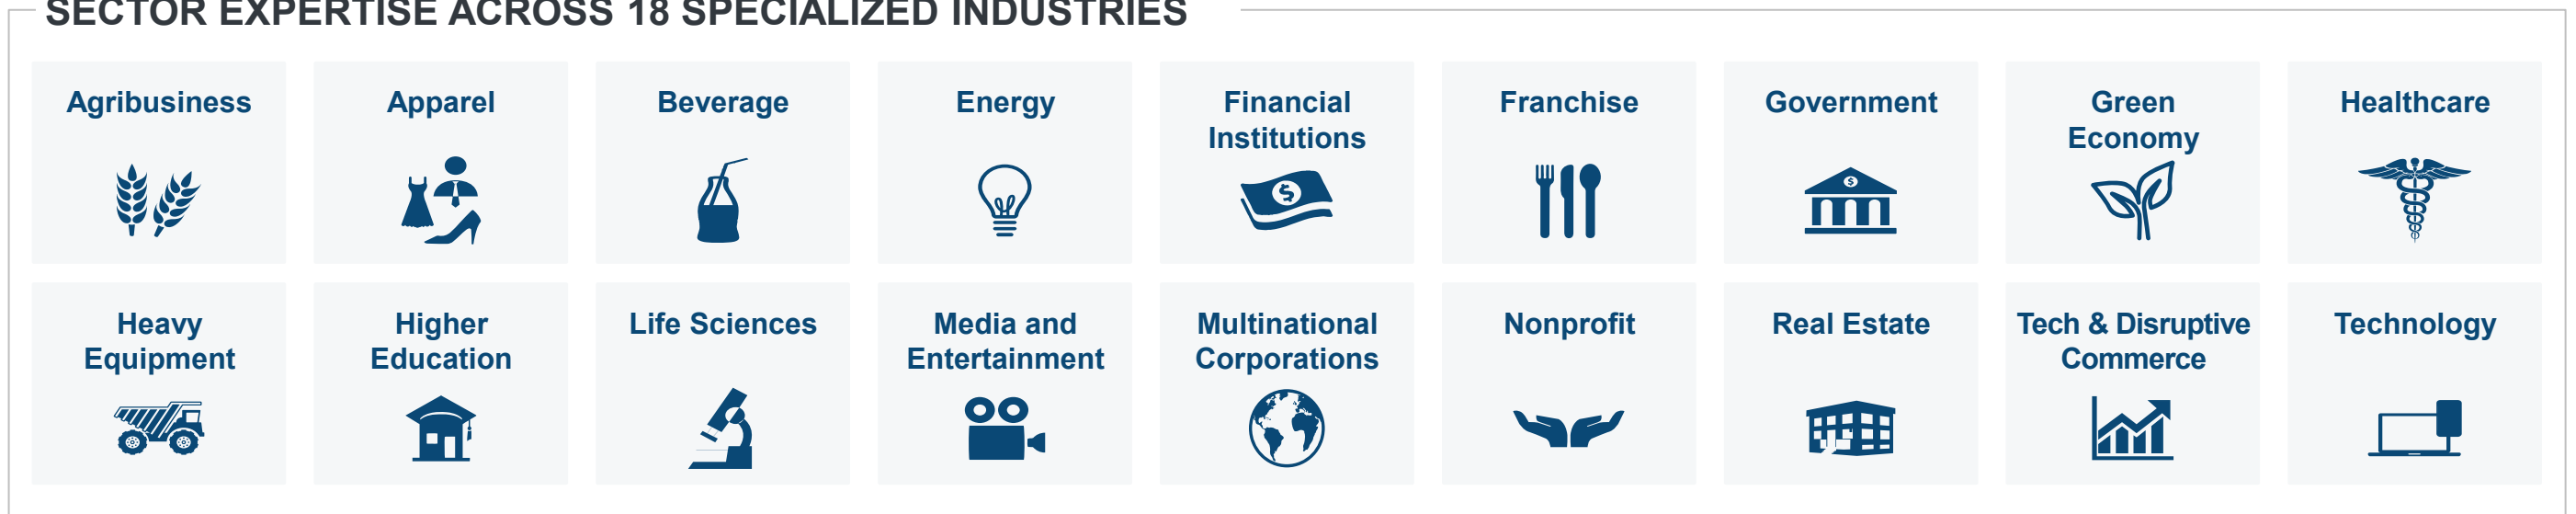 SECTOR EXPERTISE ACROSS 18 SPECIALIZED INDUSTRIES
Agribusiness
Apparel
Beverage
Energy
Financial
Institutions
Franchise
Government
Green
Economy
Healthcare
Heavy
Equipment
Higher
Education
Life Sciences
Media and
Entertainment
Multinational
Corporations
Nonprofit
Real Estate
Tech & Disruptive
Commerce
Technology